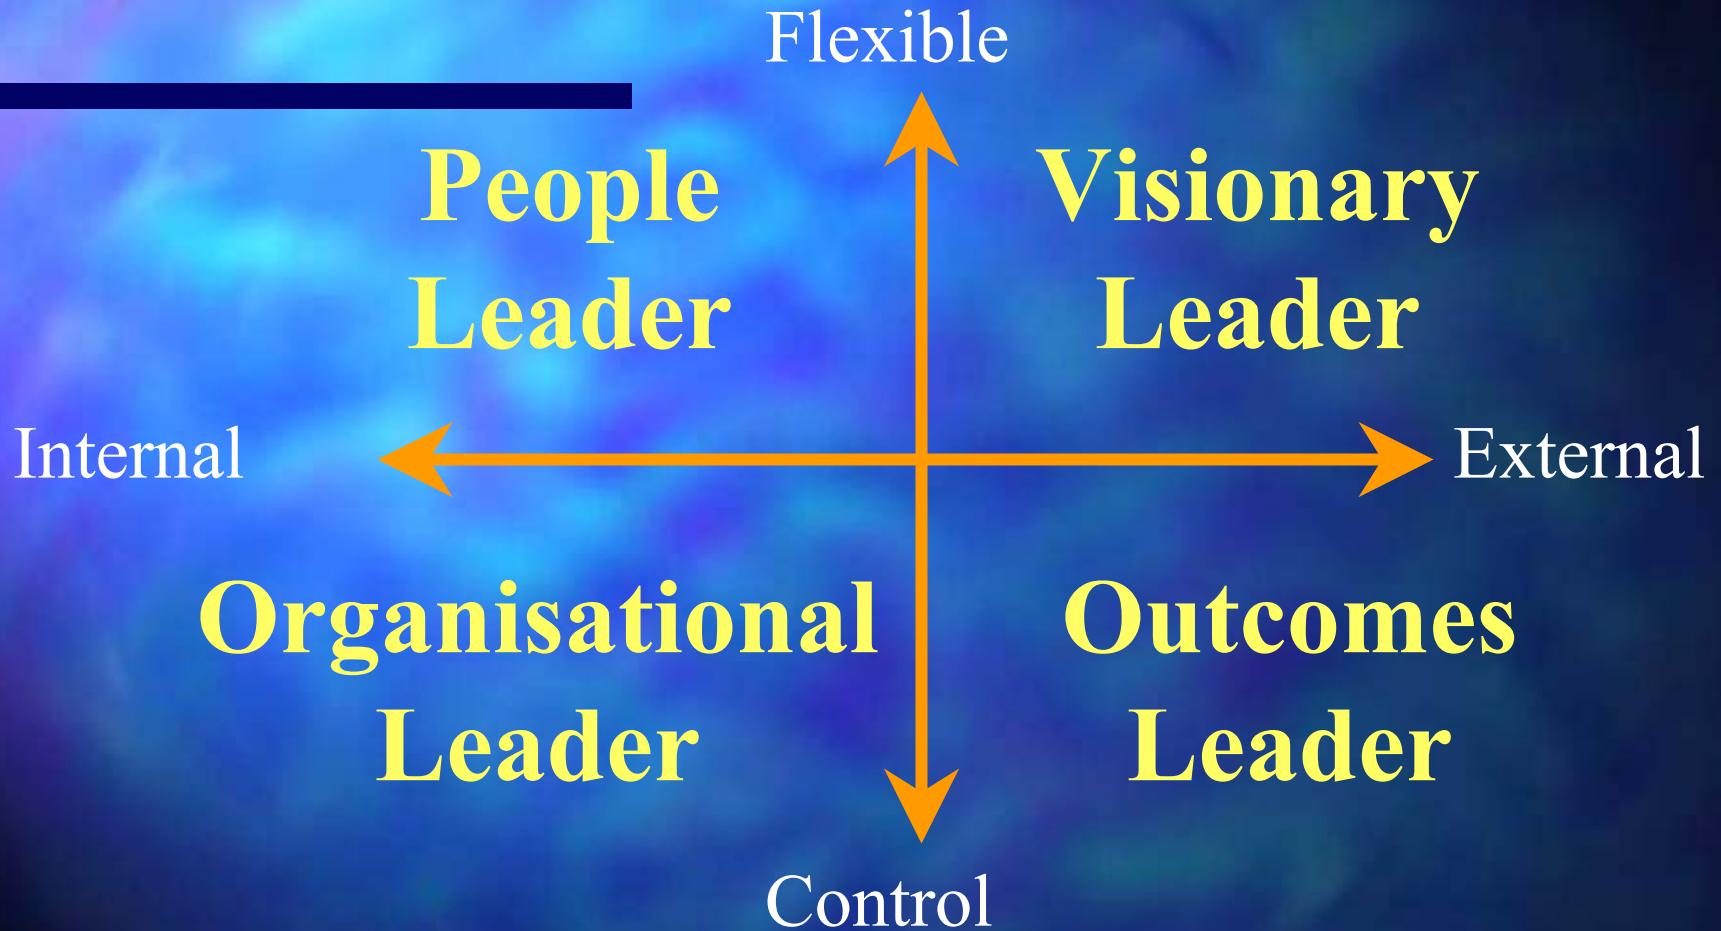 Flexible
People
Leader
Visionary
Leader
Internal
External
Organisational
Leader
Outcomes
Leader
Control